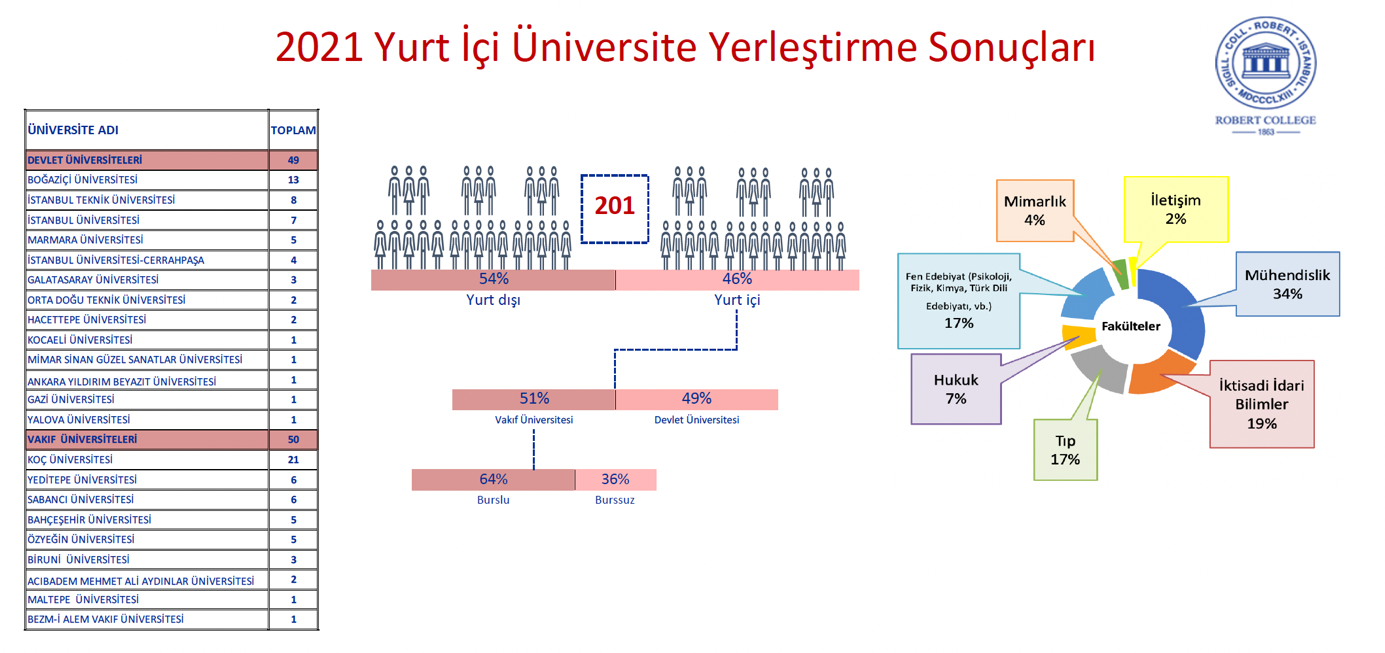 2021 Yurt İçi Üniversite Yerleştirme Sonuçları
SIGILL · COLL · ROBERT · ISTANBUL · MDCCCLXIII ·
ROBERT COLLEGE
1863
ÜNİVERSİTE ADI TOPLAM
DEVLET ÜNİVERSİTELERİ 49
BOĞAZİÇİ ÜNİVERSİTESİ 13
İSTANBUL TEKNİK ÜNİVERSİTESİ 8
İSTANBUL ÜNİVERSİTESİ 7
MARMARA ÜNİVERSİTESİ 5
İSTANBUL ÜNİVERSİTESİ-CERRAHPAŞA 4
GALATASARAY ÜNİVERSİTESİ 3
ORTA DOĞU TEKNİK ÜNİVERSİTESİ 2
HACETTEPE ÜNİVERSİTESİ 2
KOCAELİ ÜNİVERSİTESİ 1
MİMAR SİNAN GÜZEL SANATLAR ÜNİVERSİTESİ 1
ANKARA YILDIRIM BEYAZIT ÜNİVERSİTESİ 1
GAZİ ÜNİVERSİTESİ 1
YALOVA ÜNİVERSİTESİ 1
VAKIF ÜNİVERSİTELERİ 50
KOÇ ÜNİVERSİTESİ 21
YEDİTEPE ÜNİVERSİTESİ 6
SABANCI ÜNİVERSİTESİ 6
BAHÇEŞEHİR ÜNİVERSİTESİ 5
ÖZYEĞİN ÜNİVERSİTESİ 5
BİRUNİ ÜNİVERSİTESİ 3
ACIBADEM MEHMET ALİ AYDINLAR ÜNİVERSİTESİ 2
MALTEPE ÜNİVERSİTESİ 1
BEZM-İ ALEM VAKIF ÜNİVERSİTESİ 1
201
54% 46%
Yurt dışı Yurt içi
51% 49%
Vakıf Üniversitesi Devlet Üniversitesi
64% 36%
Burslu Burssuz
Mimarlık
4%
İletişim
2%
Fen Edebiyat (Psikoloji,
Fizik, Kimya, Türk Dili
Edebiyatı, vb.)
17%
Mühendislik
34%
Fakülteler
Hukuk
7%
İktisadi İdari
Bilimler
19%
Tıp
17%